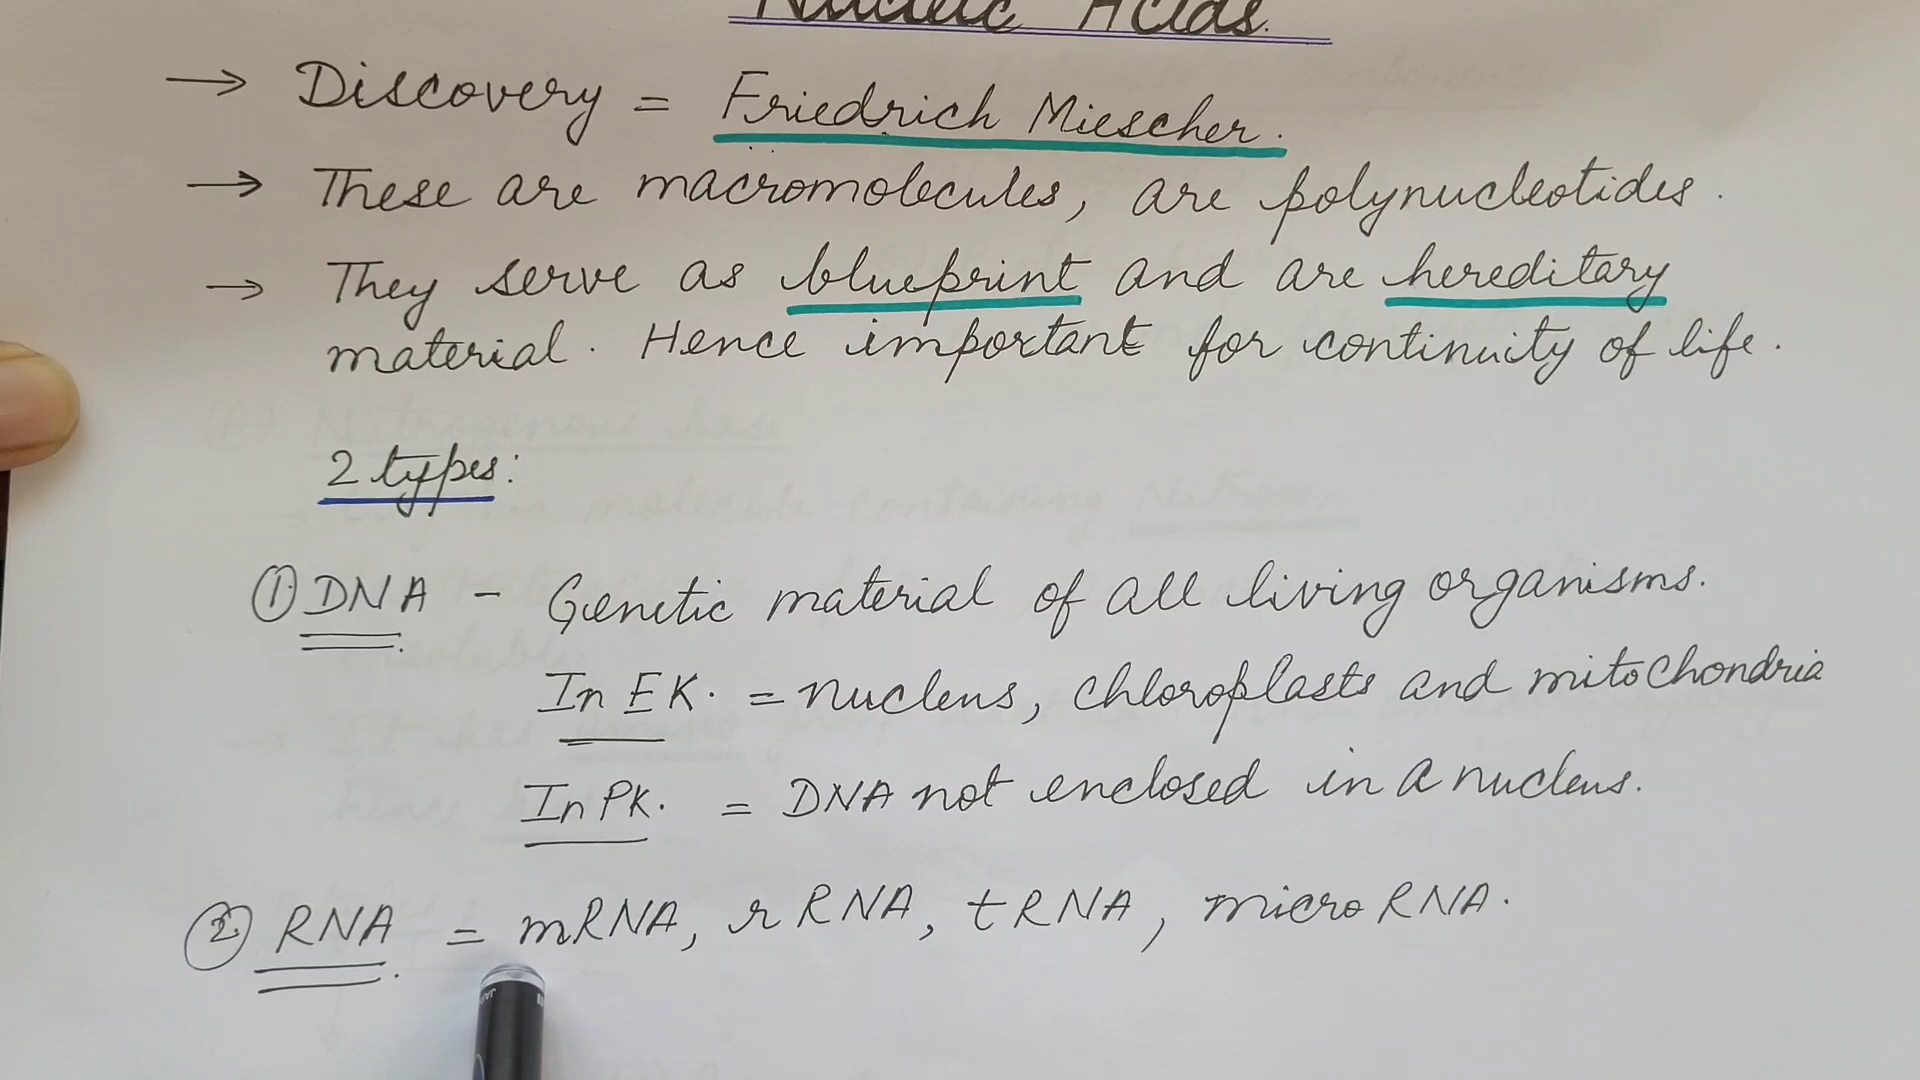 Nucleic Acids.
→ Discovery = Friedrich Miescher.
→ These are macromolecules, are polynucleotides.
→ They serve as blueprint and are hereditary
material. Hence important for continuity of life.
2 types:
① DNA - Genetic material of all living organisms.
In EK. = nucleus, chloroplasts and mitochondria
In PK. = DNA not enclosed in a nucleus.
② RNA = mRNA, rRNA, tRNA, micro RNA.